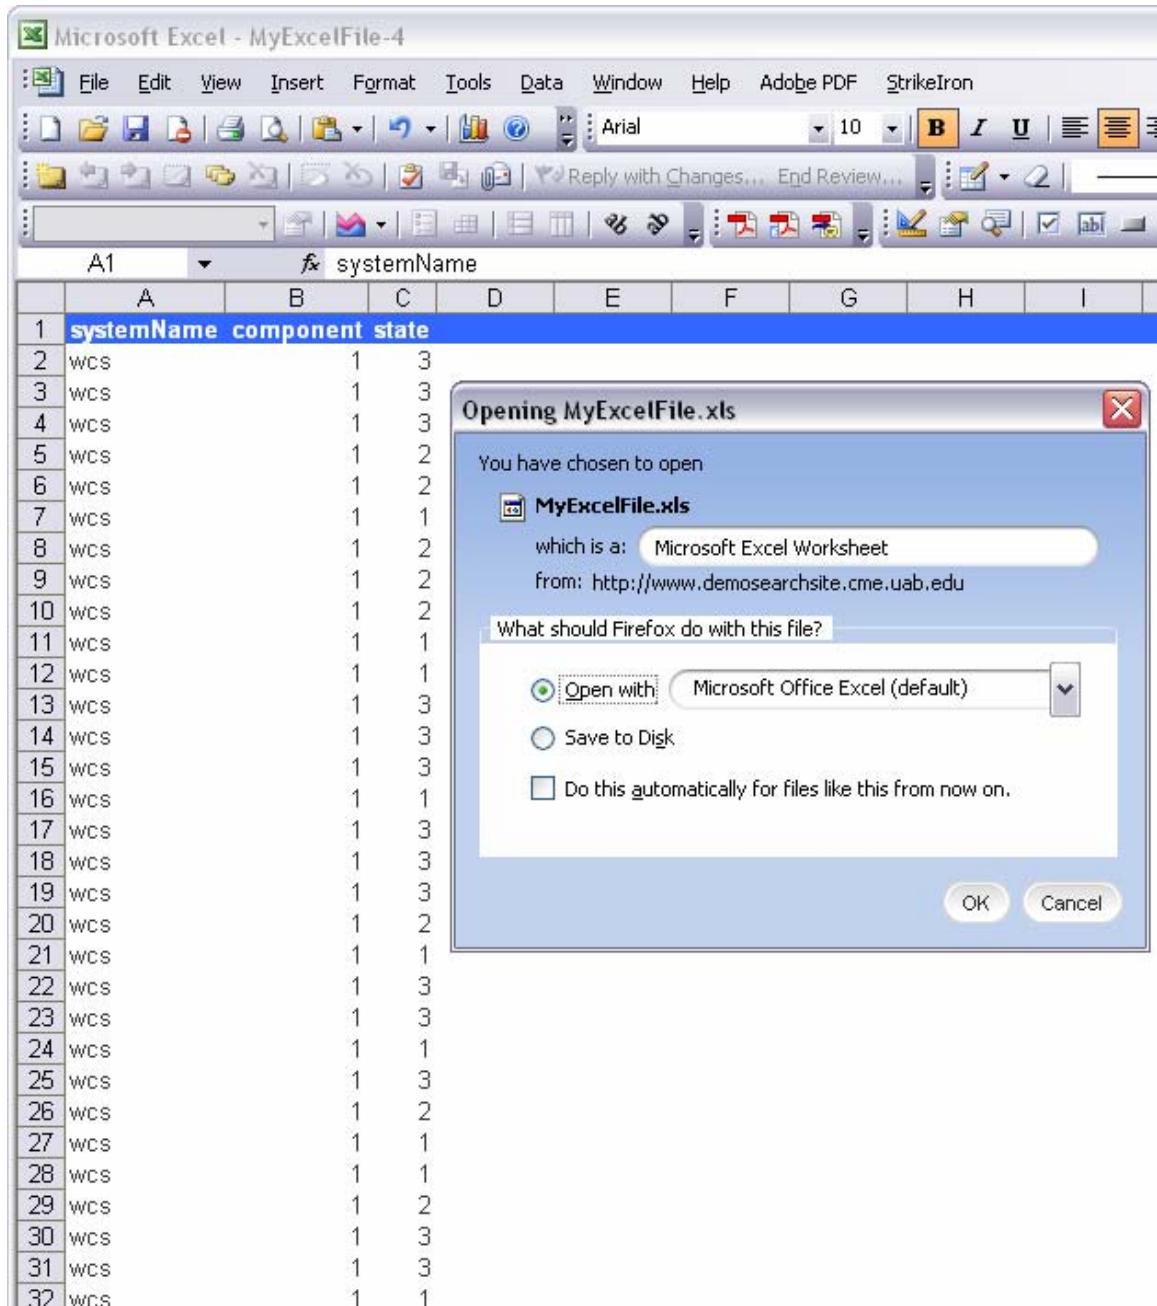 Microsoft Excel - MyExcelFile-4
File Edit View Insert Format Tools Data Window Help Adobe PDF StrikeIron
Arial 10 B I U
Reply with Changes... End Review...
ab
A1 fx systemName
A B C D E F G H I
1 systemName component state
2 wcs 1 3
3 wcs 1 3
4 wcs 1 3
5 wcs 1 2
6 wcs 1 2
7 wcs 1 1
8 wcs 1 2
9 wcs 1 2
10 wcs 1 2
11 wcs 1 1
12 wcs 1 1
13 wcs 1 3
14 wcs 1 3
15 wcs 1 3
16 wcs 1 1
17 wcs 1 3
18 wcs 1 3
19 wcs 1 3
20 wcs 1 2
21 wcs 1 1
22 wcs 1 3
23 wcs 1 3
24 wcs 1 1
25 wcs 1 3
26 wcs 1 2
27 wcs 1 1
28 wcs 1 1
29 wcs 1 2
30 wcs 1 3
31 wcs 1 3
32 wcs 1 1
Opening MyExcelFile.xls
You have chosen to open
MyExcelFile.xls
which is a: Microsoft Excel Worksheet
from: http://www.demosearchsite.cme.uab.edu
What should Firefox do with this file?
Open with Microsoft Office Excel (default)
Save to Disk
Do this automatically for files like this from now on.
OK Cancel